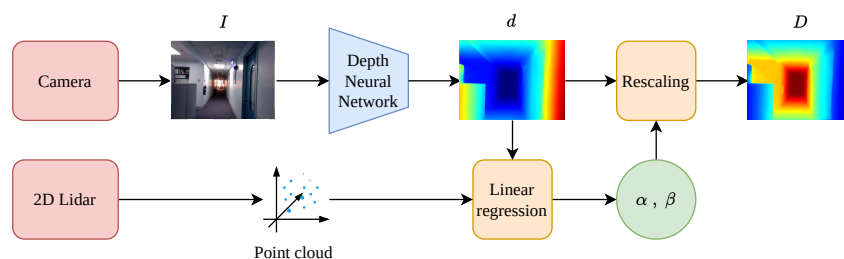 I
d
D
Camera
Depth
Neural
Network
Rescaling
2D Lidar
Linear
regression
α , β
Point cloud